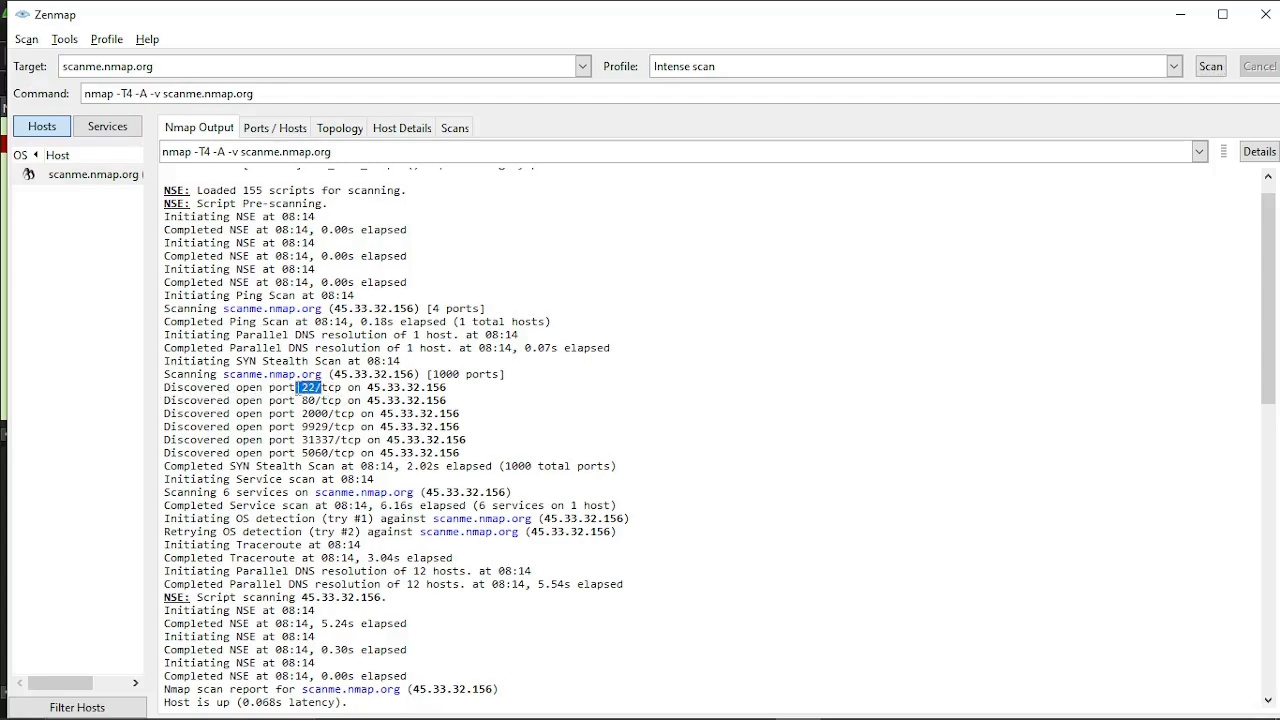 Zenmap
Scan Tools Profile Help
Target: scanme.nmap.org Profile: Intense scan Scan Cancel
Command: nmap -T4 -A -v scanme.nmap.org
Hosts Services Nmap Output Ports / Hosts Topology Host Details Scans
nmap -T4 -A -v scanme.nmap.org Details
OS Host
scanme.nmap.org (
NSE: Loaded 155 scripts for scanning.
NSE: Script Pre-scanning.
Initiating NSE at 08:14
Completed NSE at 08:14, 0.00s elapsed
Initiating NSE at 08:14
Completed NSE at 08:14, 0.00s elapsed
Initiating NSE at 08:14
Completed NSE at 08:14, 0.00s elapsed
Initiating Ping Scan at 08:14
Scanning scanme.nmap.org (45.33.32.156) [4 ports]
Completed Ping Scan at 08:14, 0.18s elapsed (1 total hosts)
Initiating Parallel DNS resolution of 1 host. at 08:14
Completed Parallel DNS resolution of 1 host. at 08:14, 0.07s elapsed
Initiating SYN Stealth Scan at 08:14
Scanning scanme.nmap.org (45.33.32.156) [1000 ports]
Discovered open port 22/tcp on 45.33.32.156
Discovered open port 80/tcp on 45.33.32.156
Discovered open port 2000/tcp on 45.33.32.156
Discovered open port 9929/tcp on 45.33.32.156
Discovered open port 31337/tcp on 45.33.32.156
Discovered open port 5060/tcp on 45.33.32.156
Completed SYN Stealth Scan at 08:14, 2.02s elapsed (1000 total ports)
Initiating Service scan at 08:14
Scanning 6 services on scanme.nmap.org (45.33.32.156)
Completed Service scan at 08:14, 6.16s elapsed (6 services on 1 host)
Initiating OS detection (try #1) against scanme.nmap.org (45.33.32.156)
Retrying OS detection (try #2) against scanme.nmap.org (45.33.32.156)
Initiating Traceroute at 08:14
Completed Traceroute at 08:14, 3.04s elapsed
Initiating Parallel DNS resolution of 12 hosts. at 08:14
Completed Parallel DNS resolution of 12 hosts. at 08:14, 5.54s elapsed
NSE: Script scanning 45.33.32.156.
Initiating NSE at 08:14
Completed NSE at 08:14, 5.24s elapsed
Initiating NSE at 08:14
Completed NSE at 08:14, 0.30s elapsed
Initiating NSE at 08:14
Completed NSE at 08:14, 0.00s elapsed
Nmap scan report for scanme.nmap.org (45.33.32.156)
Host is up (0.068s latency).
Filter Hosts